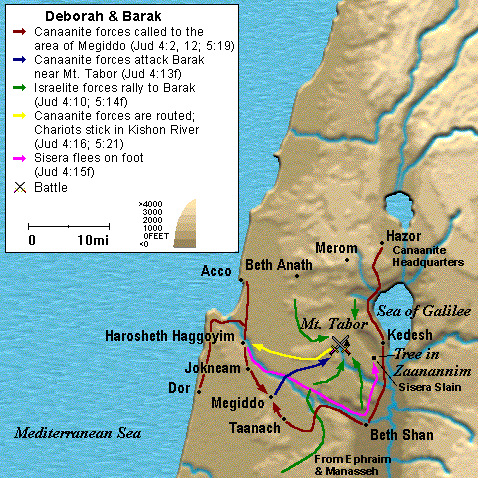 Deborah & Barak
Canaanite forces called to the
area of Megiddo (Jud 4:2, 12; 5:19)
Canaanite forces attack Barak
near Mt. Tabor (Jud 4:13f)
Israelite forces rally to Barak
(Jud 4:10; 5:14f)
Canaanite forces are routed;
Chariots stick in Kishon River
(Jud 4:16; 5:21)
Sisera flees on foot
(Jud 4:15f)
Battle
>4000
3000
2000
1000
0FEET
<0
0 10mi
Hazor
Canaanite
Headquarters
Merom
Beth Anath
Acco
Sea of Galilee
Mt. Tabor
Harosheth Haggoyim
Kedesh
Tree in
Zaanannim
Sisera Slain
Jokneam
Dor
Megiddo
Taanach
Beth Shan
Mediterranean Sea
From Ephraim
& Manasseh